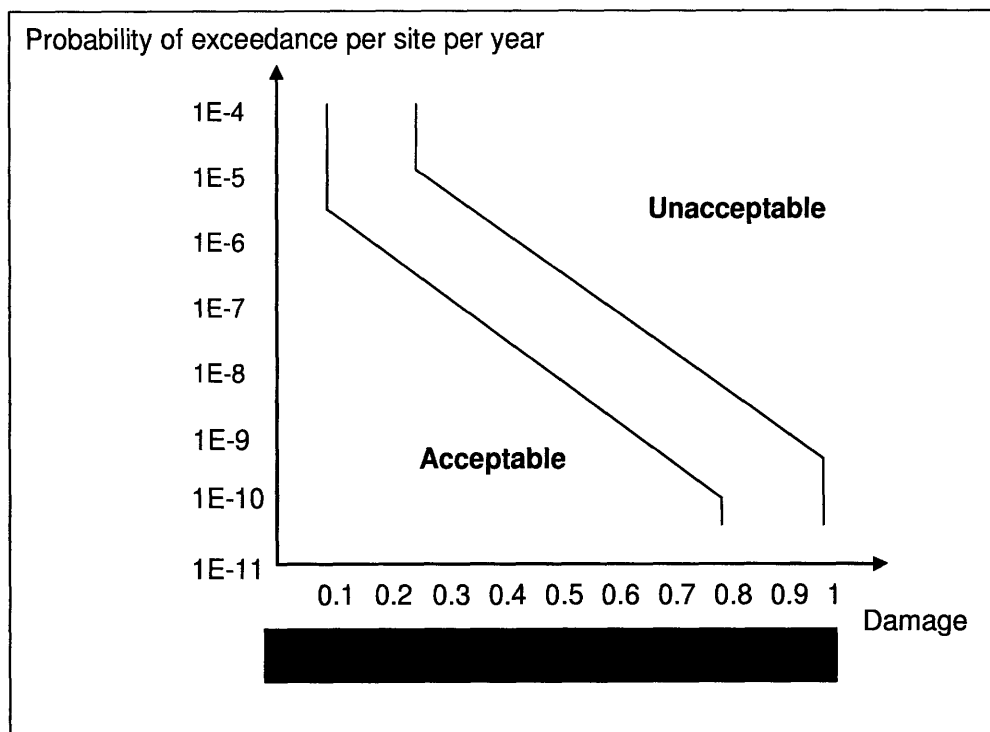 Probability of exceedance per site per year
1E-4
1E-5
Unacceptable
1E-6
1E-7
1E-8
1E-9
Acceptable
1E-10
1E-11
0.1 0.2 0.3 0.4 0.5 0.6 0.7 0.8 0.9 1
Damage